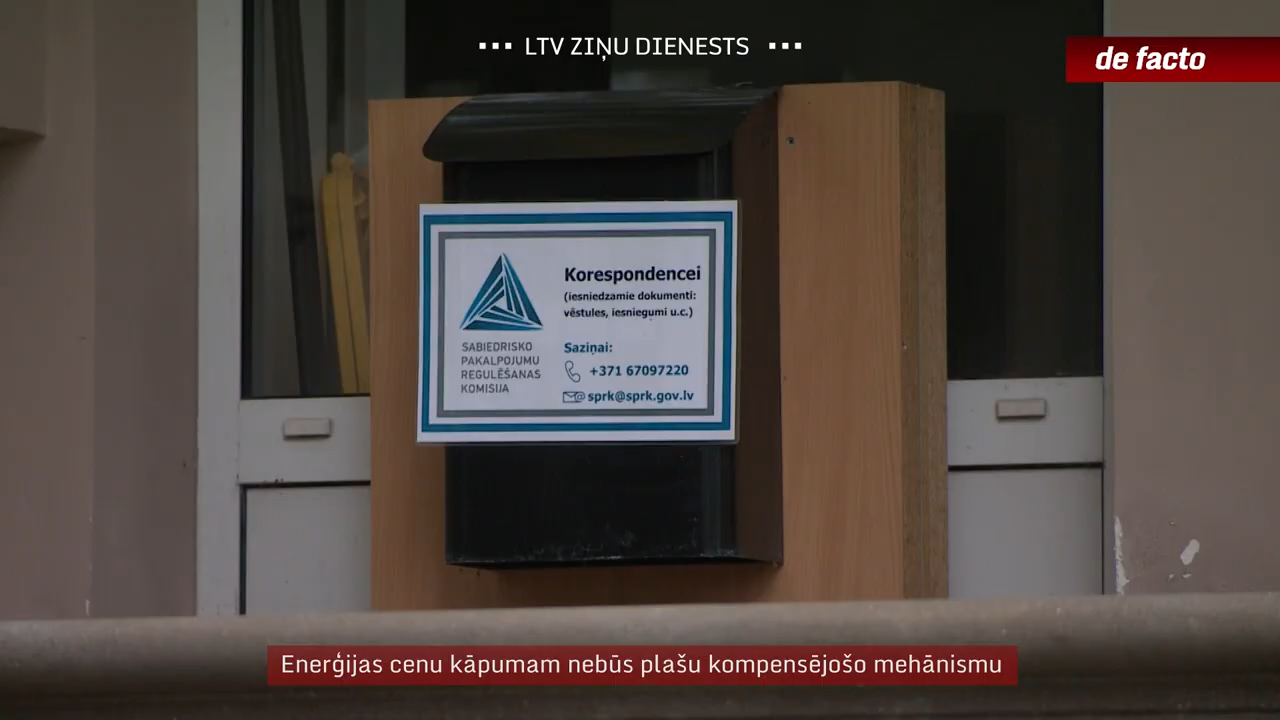 LTV ZIŅU DIENESTS
de facto
Korespondencei
(iesniedzamie dokumenti:
vēstules, iesniegumi u.c.)
SABIEDRISKO
PAKALPOJUMU
REGULĒŠANAS
KOMISIJA
Saziņai:
+371 67097220
sprk@sprk.gov.lv
Enerģijas cenu kāpumam nebūs plašu kompensējošo mehānismu